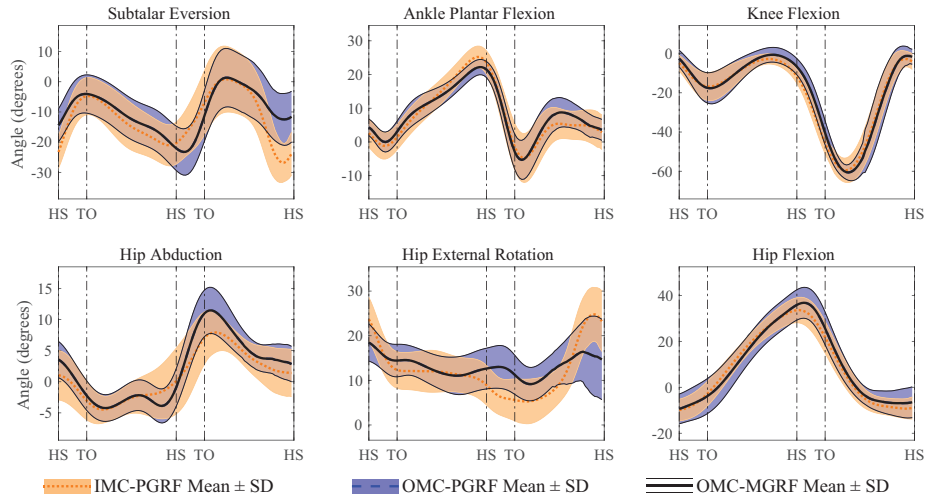 Subtalar Eversion
Ankle Plantar Flexion
Knee Flexion
Angle (degrees)
10
0
-10
-20
-30
HS TO HS TO HS
30
20
10
0
-10
HS TO HS TO HS
0
-20
-40
-60
HS TO HS TO HS
Hip Abduction
Hip External Rotation
Hip Flexion
Angle (degrees)
15
10
5
0
-5
HS TO HS TO HS
30
20
10
0
HS TO HS TO HS
40
20
0
-20
HS TO HS TO HS
IMC-PGRF Mean ± SD
OMC-PGRF Mean ± SD
OMC-MGRF Mean ± SD